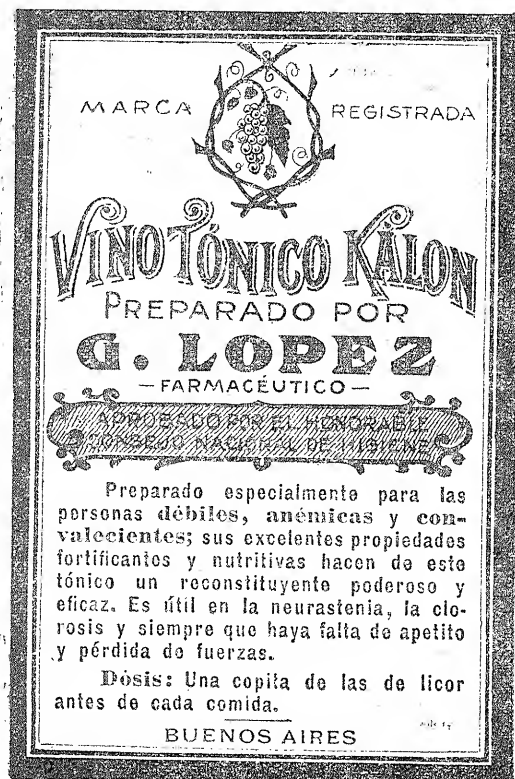 MARCA REGISTRADA
VINO TÓNICO KÁLON
PREPARADO POR
G. LOPEZ
—FARMACÉUTICO—
APROBADO POR EL HONORABLE
CONSEJO NACIONAL DE HIGIENE
Preparado especialmente para las
personas débiles, anémicas y con-
valecientes; sus excelentes propiedades
fortificantes y nutritivas hacen de este
tónico un reconstituyente poderoso y
eficaz. Es útil en la neurastenia, la clo-
rosis y siempre que haya falta de apetito
y pérdida de fuerzas.
Dósis: Una copita de las de licor
antes de cada comida.
BUENOS AIRES